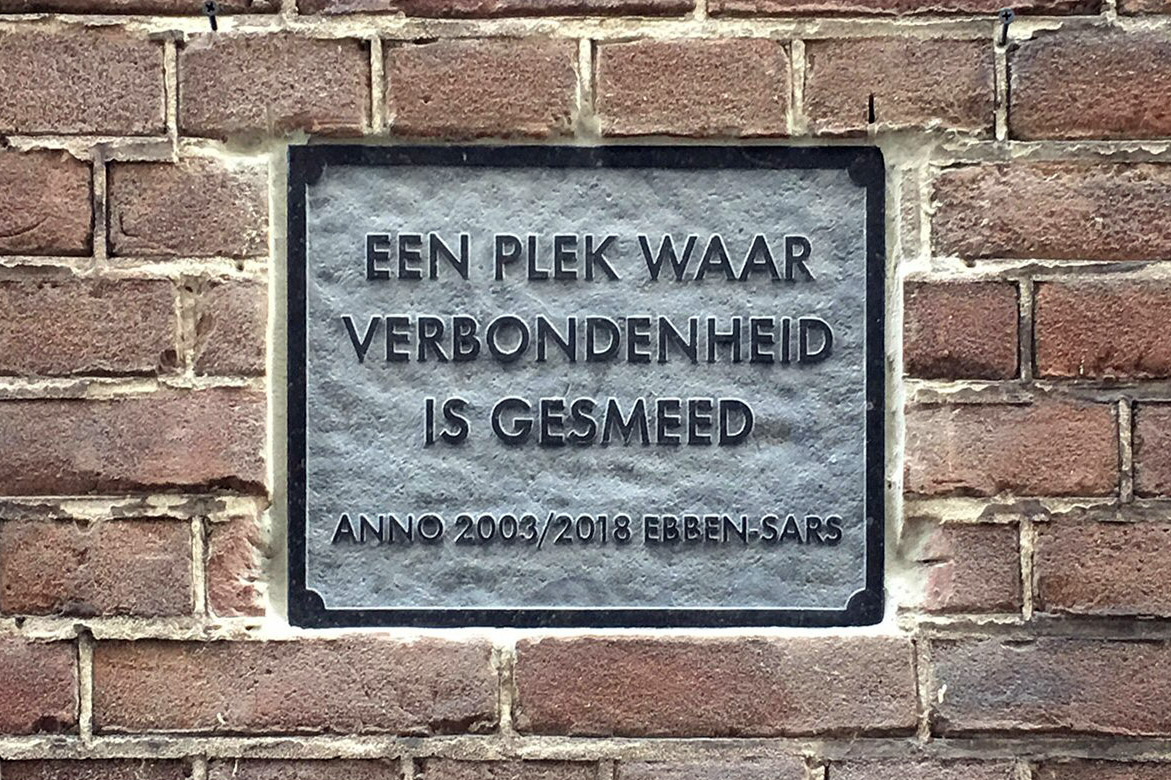 EEN PLEK WAAR
VERBONDENHEID
IS GESMEED
ANNO 2003/2018 EBBEN-SARS